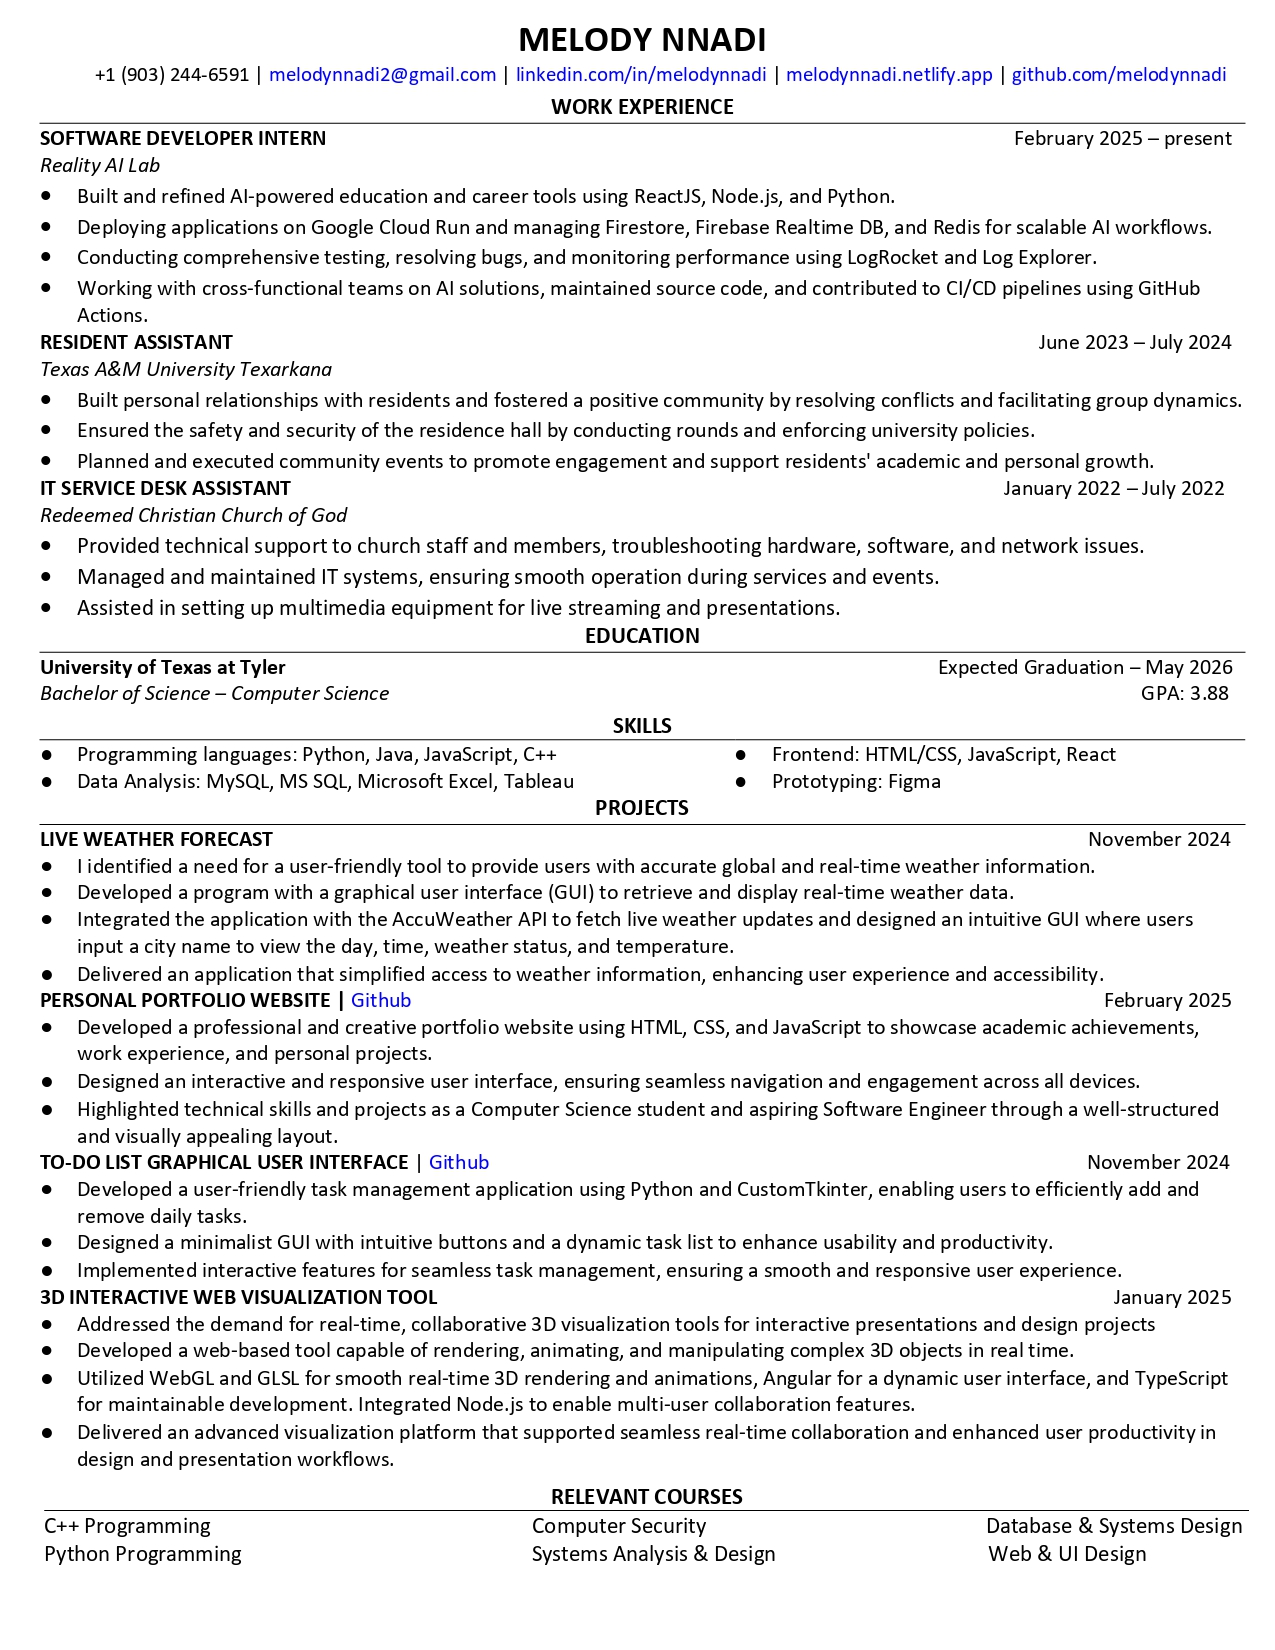 MELODY NNADI
+1 (903) 244-6591 | melodynnadi2@gmail.com | linkedin.com/in/melodynnadi | melodynnadi.netlify.app | github.com/melodynnadi
WORK EXPERIENCE
SOFTWARE DEVELOPER INTERN February 2025 – present
Reality AI Lab
● Built and refined AI-powered education and career tools using ReactJS, Node.js, and Python.
● Deploying applications on Google Cloud Run and managing Firestore, Firebase Realtime DB, and Redis for scalable AI workflows.
● Conducting comprehensive testing, resolving bugs, and monitoring performance using LogRocket and Log Explorer.
● Working with cross-functional teams on AI solutions, maintained source code, and contributed to CI/CD pipelines using GitHub
Actions.
RESIDENT ASSISTANT June 2023 – July 2024
Texas A&M University Texarkana
● Built personal relationships with residents and fostered a positive community by resolving conflicts and facilitating group dynamics.
● Ensured the safety and security of the residence hall by conducting rounds and enforcing university policies.
● Planned and executed community events to promote engagement and support residents' academic and personal growth.
IT SERVICE DESK ASSISTANT January 2022 – July 2022
Redeemed Christian Church of God
● Provided technical support to church staff and members, troubleshooting hardware, software, and network issues.
● Managed and maintained IT systems, ensuring smooth operation during services and events.
● Assisted in setting up multimedia equipment for live streaming and presentations.
EDUCATION
University of Texas at Tyler Expected Graduation – May 2026
Bachelor of Science – Computer Science GPA: 3.88
SKILLS
● Programming languages: Python, Java, JavaScript, C++ ● Frontend: HTML/CSS, JavaScript, React
● Data Analysis: MySQL, MS SQL, Microsoft Excel, Tableau ● Prototyping: Figma
PROJECTS
LIVE WEATHER FORECAST November 2024
● I identified a need for a user-friendly tool to provide users with accurate global and real-time weather information.
● Developed a program with a graphical user interface (GUI) to retrieve and display real-time weather data.
● Integrated the application with the AccuWeather API to fetch live weather updates and designed an intuitive GUI where users
input a city name to view the day, time, weather status, and temperature.
● Delivered an application that simplified access to weather information, enhancing user experience and accessibility.
PERSONAL PORTFOLIO WEBSITE | Github February 2025
● Developed a professional and creative portfolio website using HTML, CSS, and JavaScript to showcase academic achievements,
work experience, and personal projects.
● Designed an interactive and responsive user interface, ensuring seamless navigation and engagement across all devices.
● Highlighted technical skills and projects as a Computer Science student and aspiring Software Engineer through a well-structured
and visually appealing layout.
TO-DO LIST GRAPHICAL USER INTERFACE | Github November 2024
● Developed a user-friendly task management application using Python and CustomTkinter, enabling users to efficiently add and
remove daily tasks.
● Designed a minimalist GUI with intuitive buttons and a dynamic task list to enhance usability and productivity.
● Implemented interactive features for seamless task management, ensuring a smooth and responsive user experience.
3D INTERACTIVE WEB VISUALIZATION TOOL January 2025
● Addressed the demand for real-time, collaborative 3D visualization tools for interactive presentations and design projects
● Developed a web-based tool capable of rendering, animating, and manipulating complex 3D objects in real time.
● Utilized WebGL and GLSL for smooth real-time 3D rendering and animations, Angular for a dynamic user interface, and TypeScript
for maintainable development. Integrated Node.js to enable multi-user collaboration features.
● Delivered an advanced visualization platform that supported seamless real-time collaboration and enhanced user productivity in
design and presentation workflows.
RELEVANT COURSES
C++ Programming Computer Security Database & Systems Design
Python Programming Systems Analysis & Design Web & UI Design